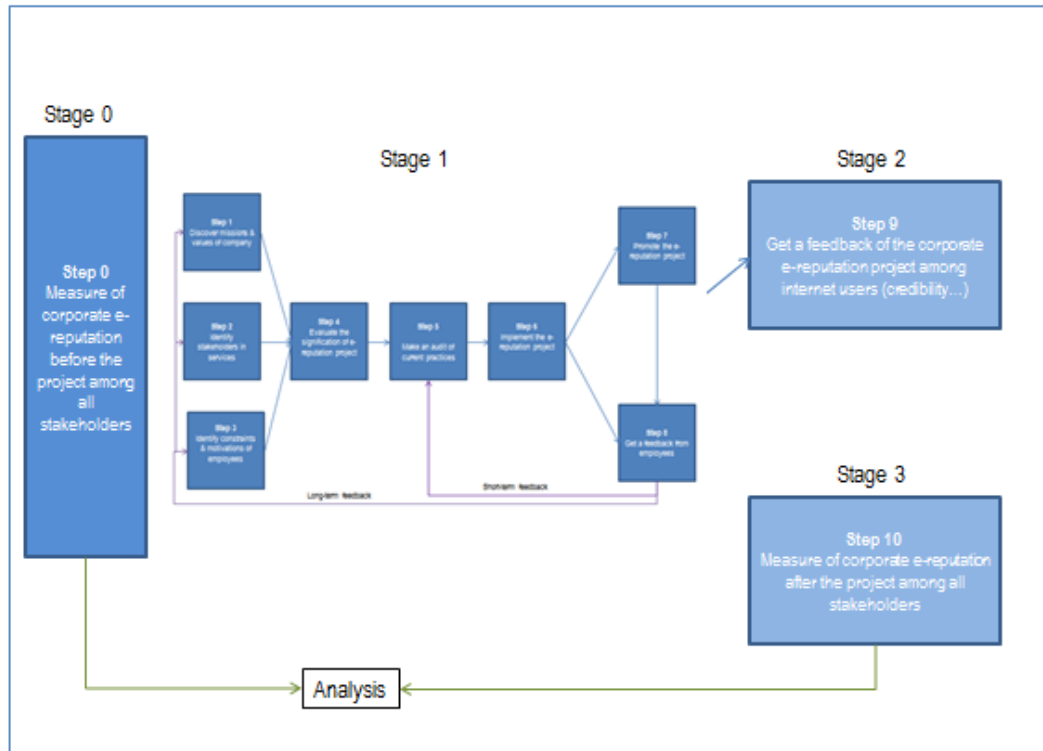 Stage 0
Step 0
Measure of
corporate e-
reputation
before the
project among
all
stakeholders
Stage 1
Step 1
Discover missions &
values of company
Step 2
Identify
stakeholders in
services
Step 3
Identify constraints
& motivations of
employees
Step 4
Evaluate the
signification of e-
reputation project
Step 5
Make an audit of
current practices
Step 6
Implement the e-
reputation project
Step 7
Promote the e-
reputation project
Step 8
Get a feedback from
employees
Long-term feedback
Short-term feedback
Stage 2
Step 9
Get a feedback of the corporate
e-reputation project among
internet users (credibility…)
Stage 3
Step 10
Measure of corporate e-reputation
after the project among all
stakeholders
Analysis